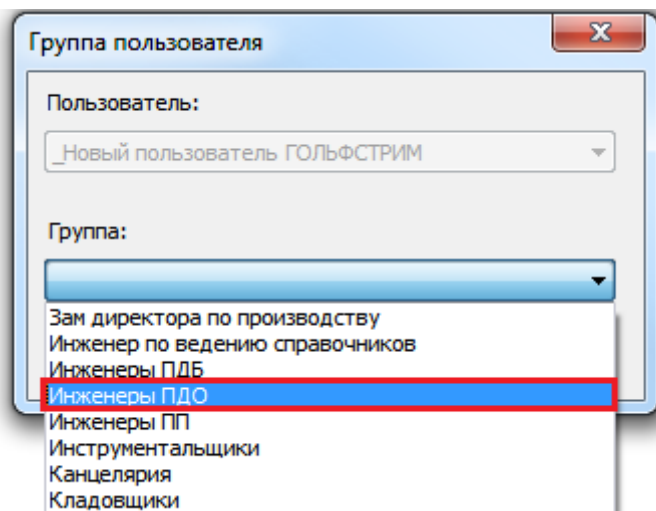 Группа пользователя
Пользователь:
_Новый пользователь ГОЛЬФСТРИМ
Группа:
Зам директора по производству
Инженер по ведению справочников
Инженеры ПДБ
Инженеры ПДО
Инженеры ПП
Инструментальщики
Канцелярия
Кладовщики